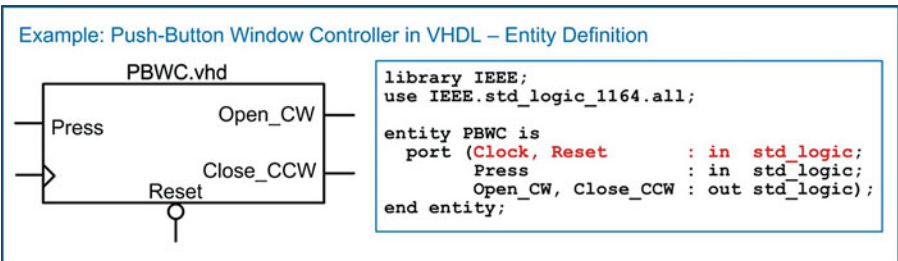 Example: Push-Button Window Controller in VHDL – Entity Definition
PBWC.vhd
Press
Open_CW
Close_CCW
Reset
library IEEE;
use IEEE.std_logic_1164.all;
entity PBWC is
port (Clock, Reset : in std_logic;
Press : in std_logic;
Open_CW, Close_CCW : out std_logic);
end entity;